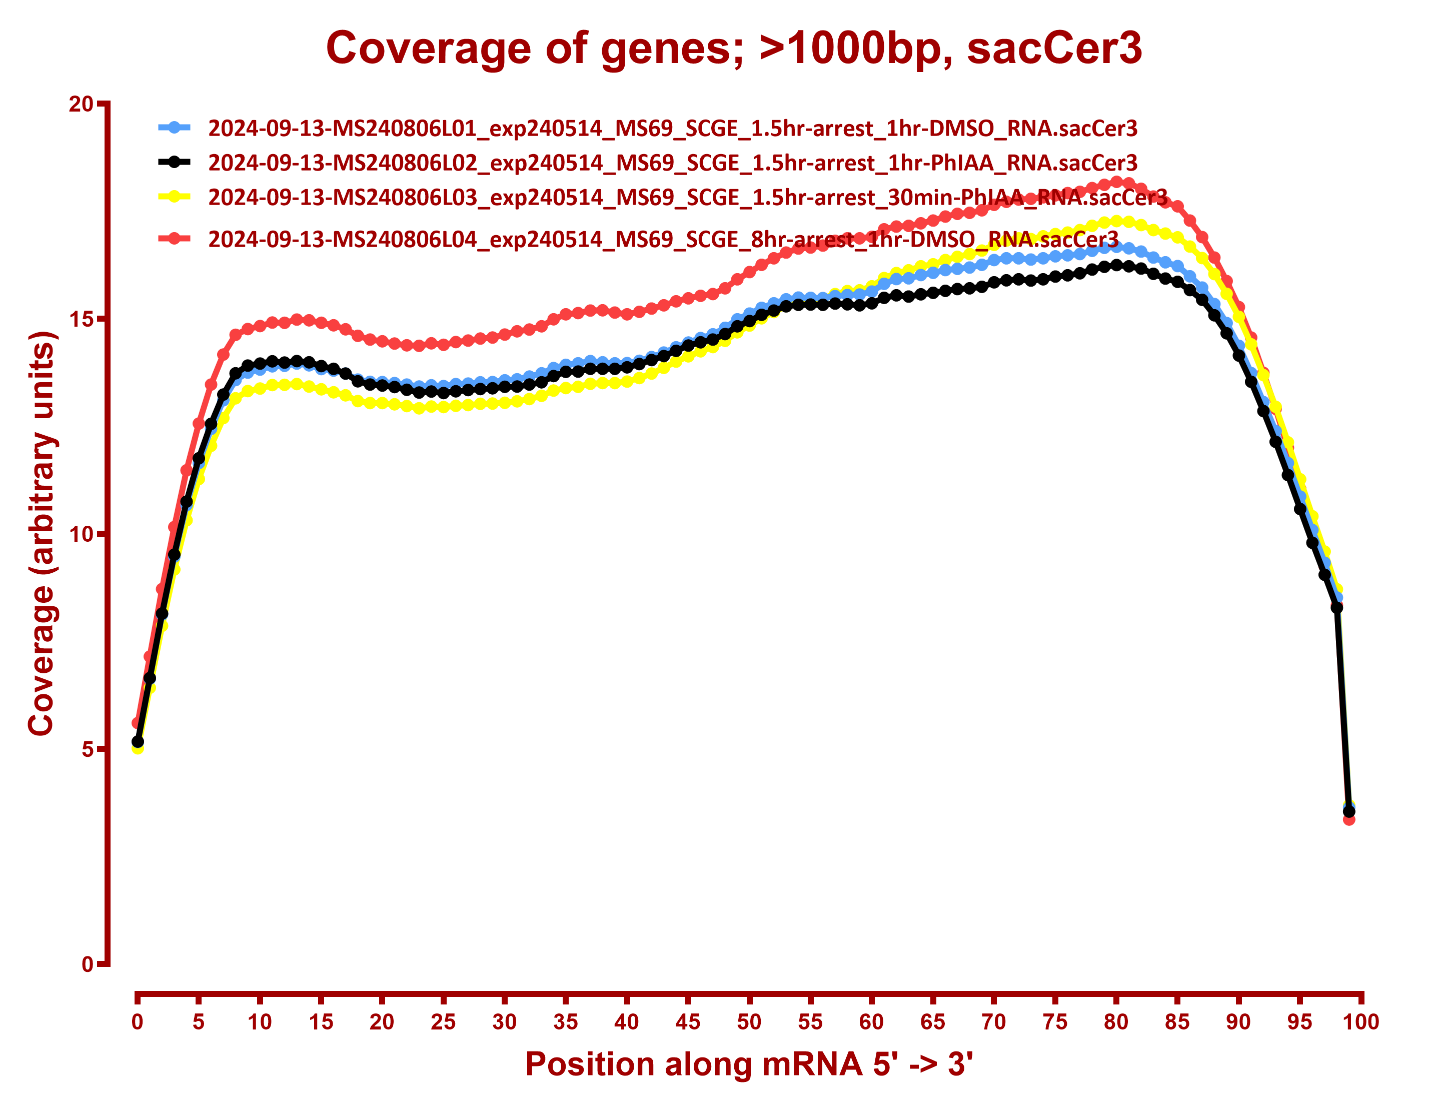 Coverage of genes; >1000bp, sacCer3
20
2024-09-13-MS240806L01_exp240514_MS69_SCGE_1.5hr-arrest_1hr-DMSO_RNA.sacCer3
2024-09-13-MS240806L02_exp240514_MS69_SCGE_1.5hr-arrest_1hr-PhIAA_RNA.sacCer3
2024-09-13-MS240806L03_exp240514_MS69_SCGE_1.5hr-arrest_30min-PhIAA_RNA.sacCer3
2024-09-13-MS240806L04_exp240514_MS69_SCGE_8hr-arrest_1hr-DMSO_RNA.sacCer3
15
10
5
0
Coverage (arbitrary units)
0 5 10 15 20 25 30 35 40 45 50 55 60 65 70 75 80 85 90 95 100
Position along mRNA 5' -> 3'